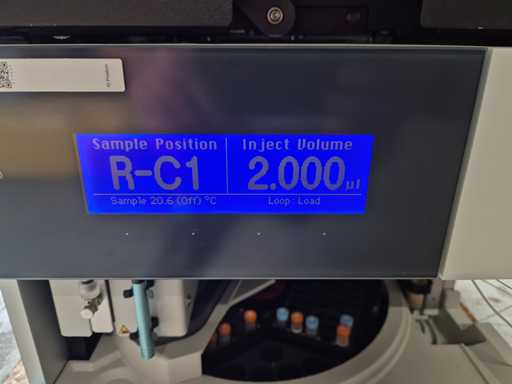 Sample Position
Inject Volume
R-C1
2.000 µl
Sample 20.6 (Off) °C
Loop: Load